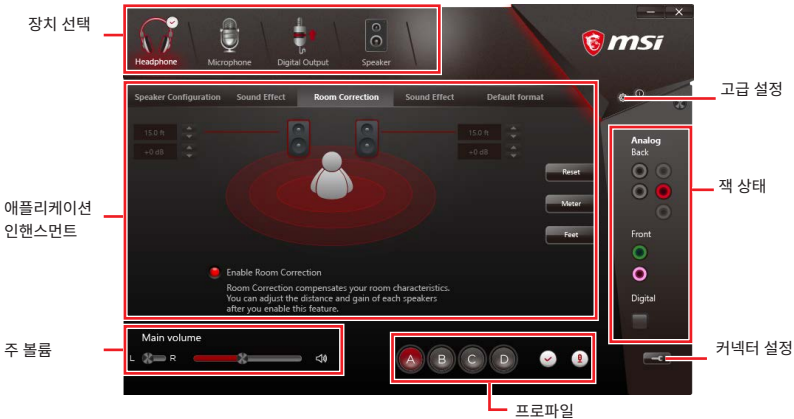 장치 선택
Headphone
Microphone
Digital Output
Speaker
msi
고급 설정
Speaker Configuration
Sound Effect
Room Correction
Sound Effect
Default format
15.0 ft
+0 dB
15.0 ft
+0 dB
Reset
Meter
Feet
Enable Room Correction
Room Correction compensates your room characteristics.
You can adjust the distance and gain of each speakers
after you enable this feature.
애플리케이션
인핸스먼트
Analog
Back
Front
Digital
잭 상태
주 볼륨
Main volume
L
R
A
B
C
D
프로파일
커넥터 설정